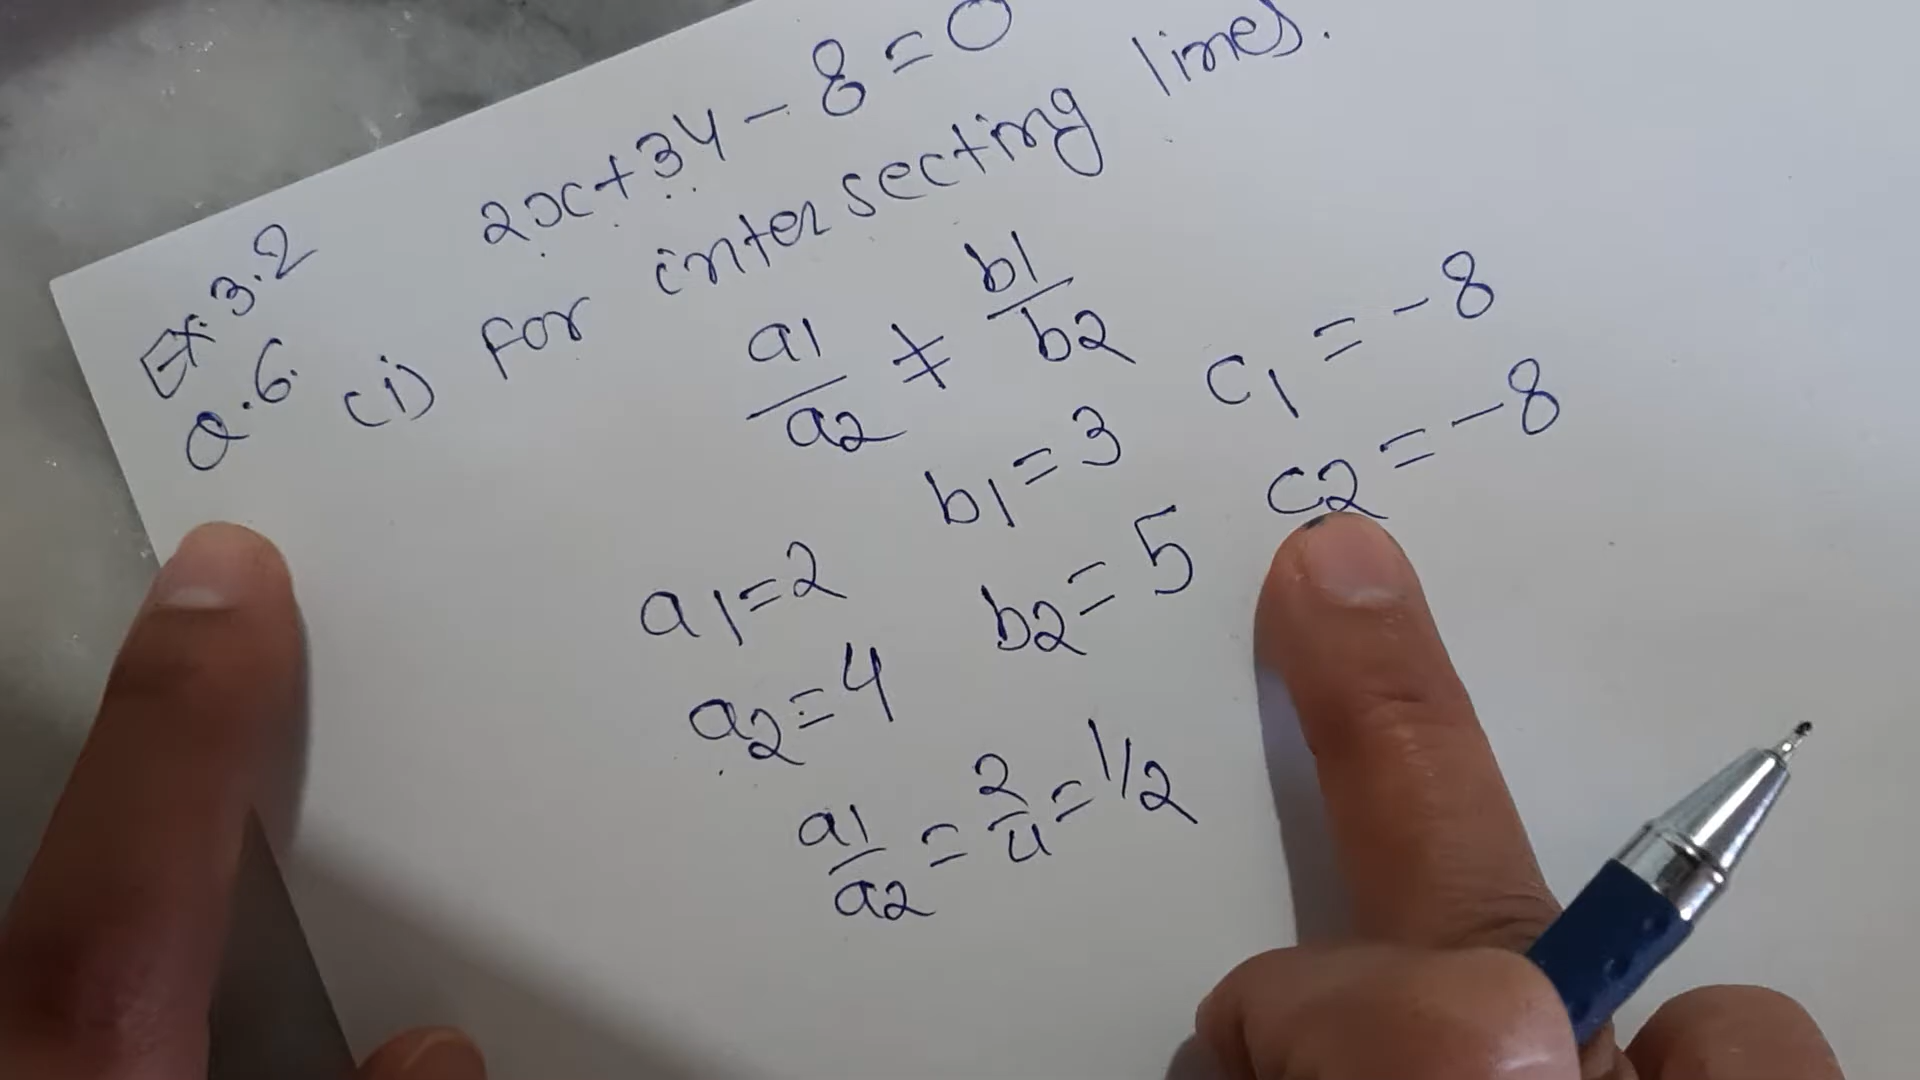 Ex. 3.2
2x+3y-8=0
Q.6. (i) for intersecting lines.
a1/a2 ≠ b1/b2
a1=2 b1=3 c1=-8
a2=4 b2=5 c2=-8
a1/a2 = 2/4 = 1/2